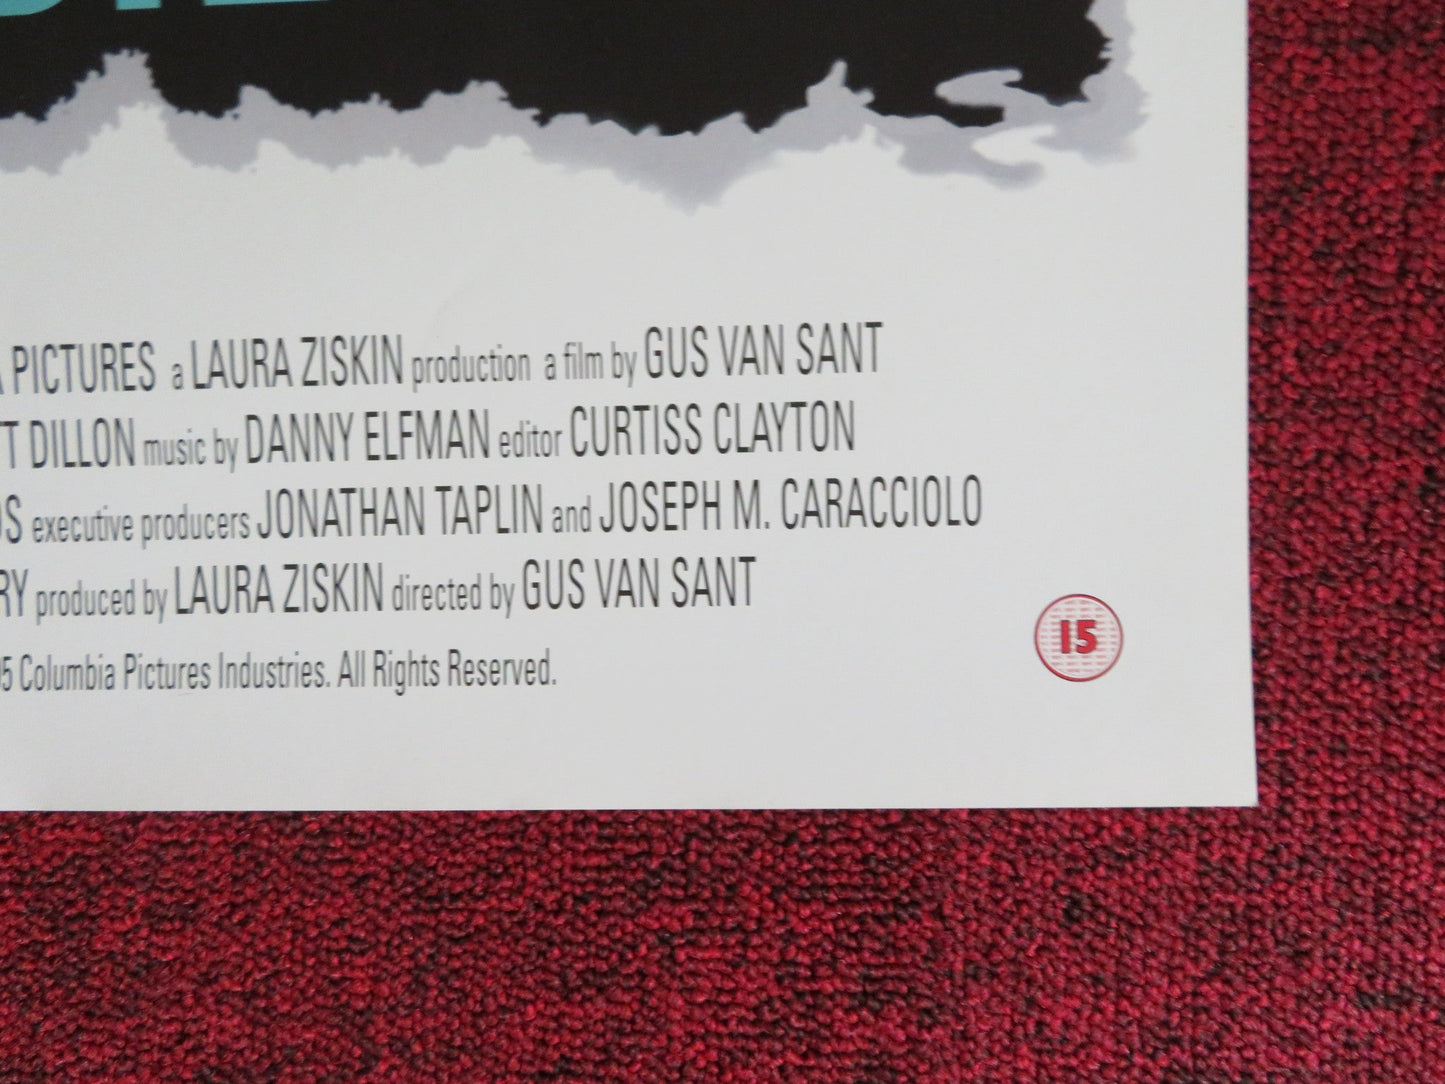 PICTURES a LAURA ZISKIN production a film by GUS VAN SANT
DILLON music by DANNY ELFMAN editor CURTISS CLAYTON
executive producers JONATHAN TAPLIN and JOSEPH M. CARACCIOLO
produced by LAURA ZISKIN directed by GUS VAN SANT
15
Columbia Pictures Industries. All Rights Reserved.